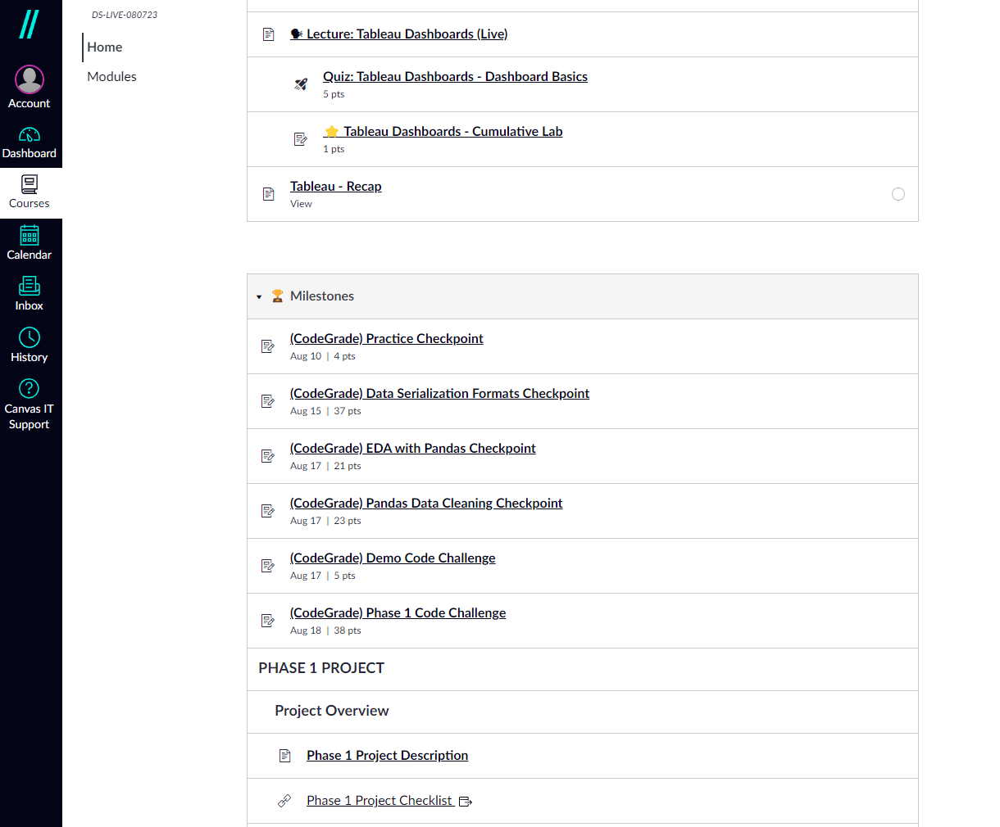 DS-LIVE-080723
Home
Modules
Account
Dashboard
Courses
Calendar
Inbox
History
Canvas IT
Support
Lecture: Tableau Dashboards (Live)
Quiz: Tableau Dashboards - Dashboard Basics
5 pts
Tableau Dashboards - Cumulative Lab
1 pts
Tableau - Recap
View
Milestones
(CodeGrade) Practice Checkpoint
Aug 10 | 4 pts
(CodeGrade) Data Serialization Formats Checkpoint
Aug 15 | 37 pts
(CodeGrade) EDA with Pandas Checkpoint
Aug 17 | 21 pts
(CodeGrade) Pandas Data Cleaning Checkpoint
Aug 17 | 23 pts
(CodeGrade) Demo Code Challenge
Aug 17 | 5 pts
(CodeGrade) Phase 1 Code Challenge
Aug 18 | 38 pts
PHASE 1 PROJECT
Project Overview
Phase 1 Project Description
Phase 1 Project Checklist